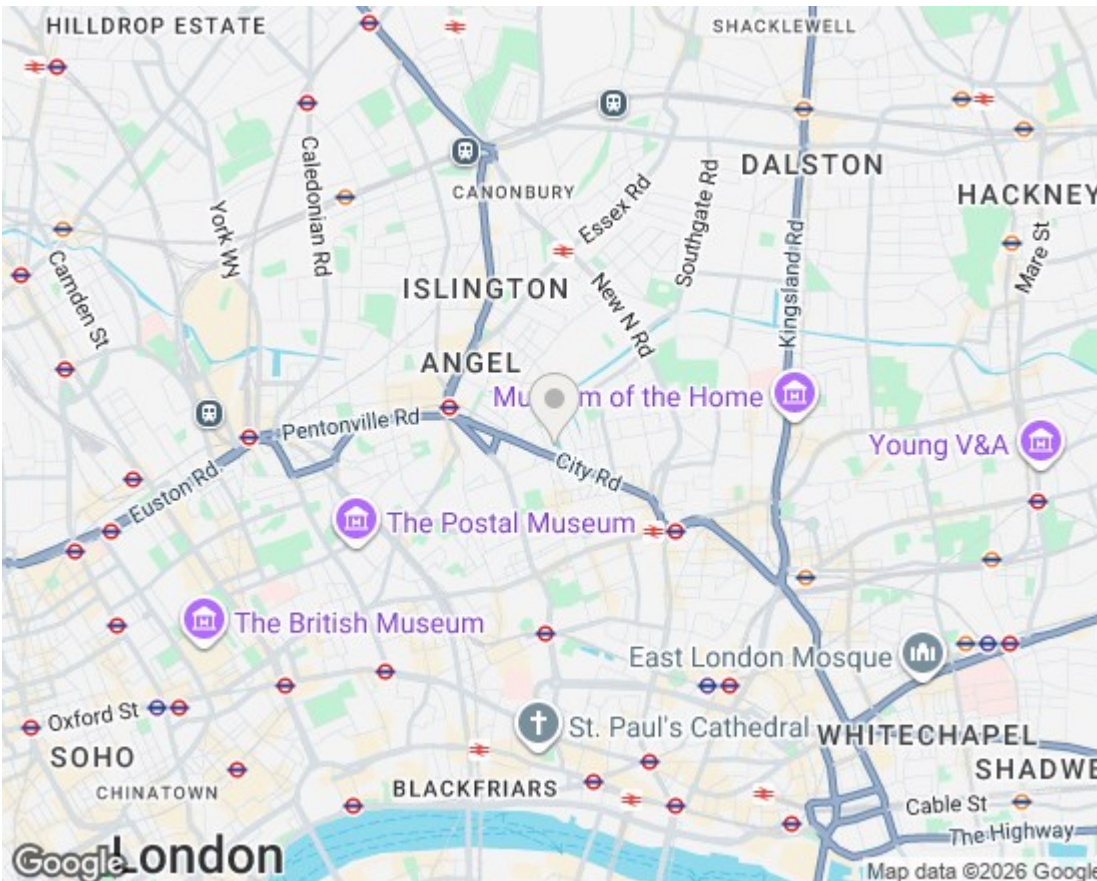 HILLDROP ESTATE
SHACKLEWELL
Caledonian Rd
CANONBURY
Essex Rd
Southgate Rd
DALSTON
HACKNEY
York W
Camden St
ISLINGTON
New N Rd
Kingsland Rd
Mare St
ANGEL
Pentonville Rd
of the Home
City Rd
Young V&A
Euston Rd
The Postal Museum
The British Museum
East London Mosque
Oxford St
St. Paul's Cathedral
WHITECHAPEL
SOHO
SHADWE
CHINATOWN
BLACKFRIARS
Cable St
The Highway
Google
London
Map data ©2026 Google